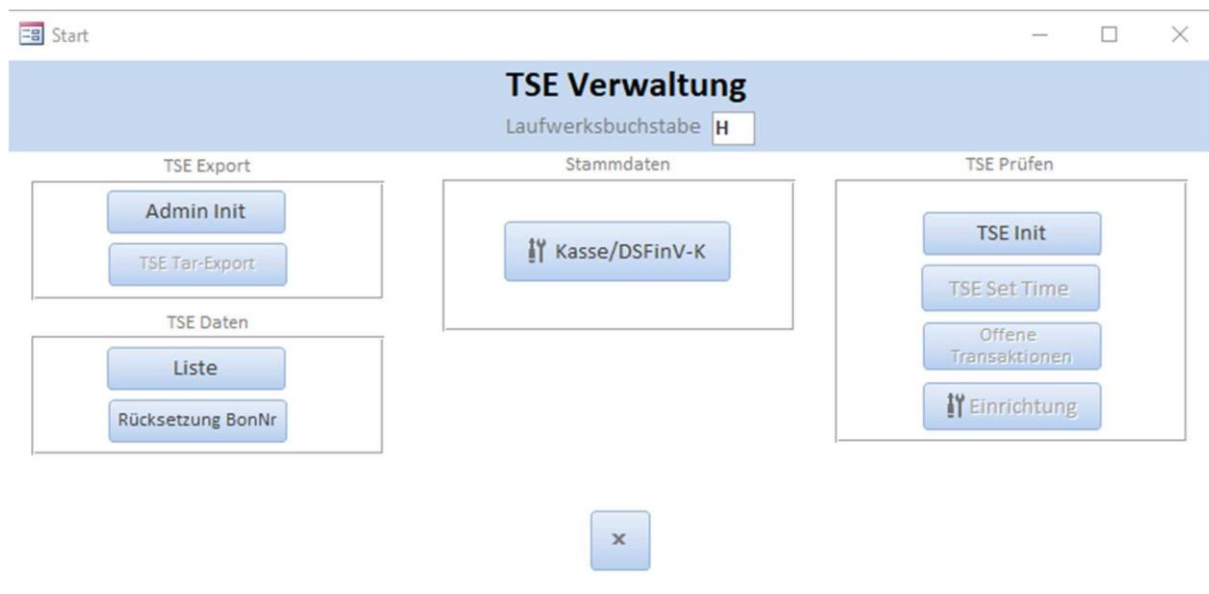 Start
TSE Verwaltung
Laufwerksbuchstabe H
TSE Export
Admin Init
TSE Tar-Export
TSE Daten
Liste
Rücksetzung BonNr
Stammdaten
Kasse/DSFinV-K
TSE Prüfen
TSE Init
TSE Set Time
Offene
Transaktionen
Einrichtung